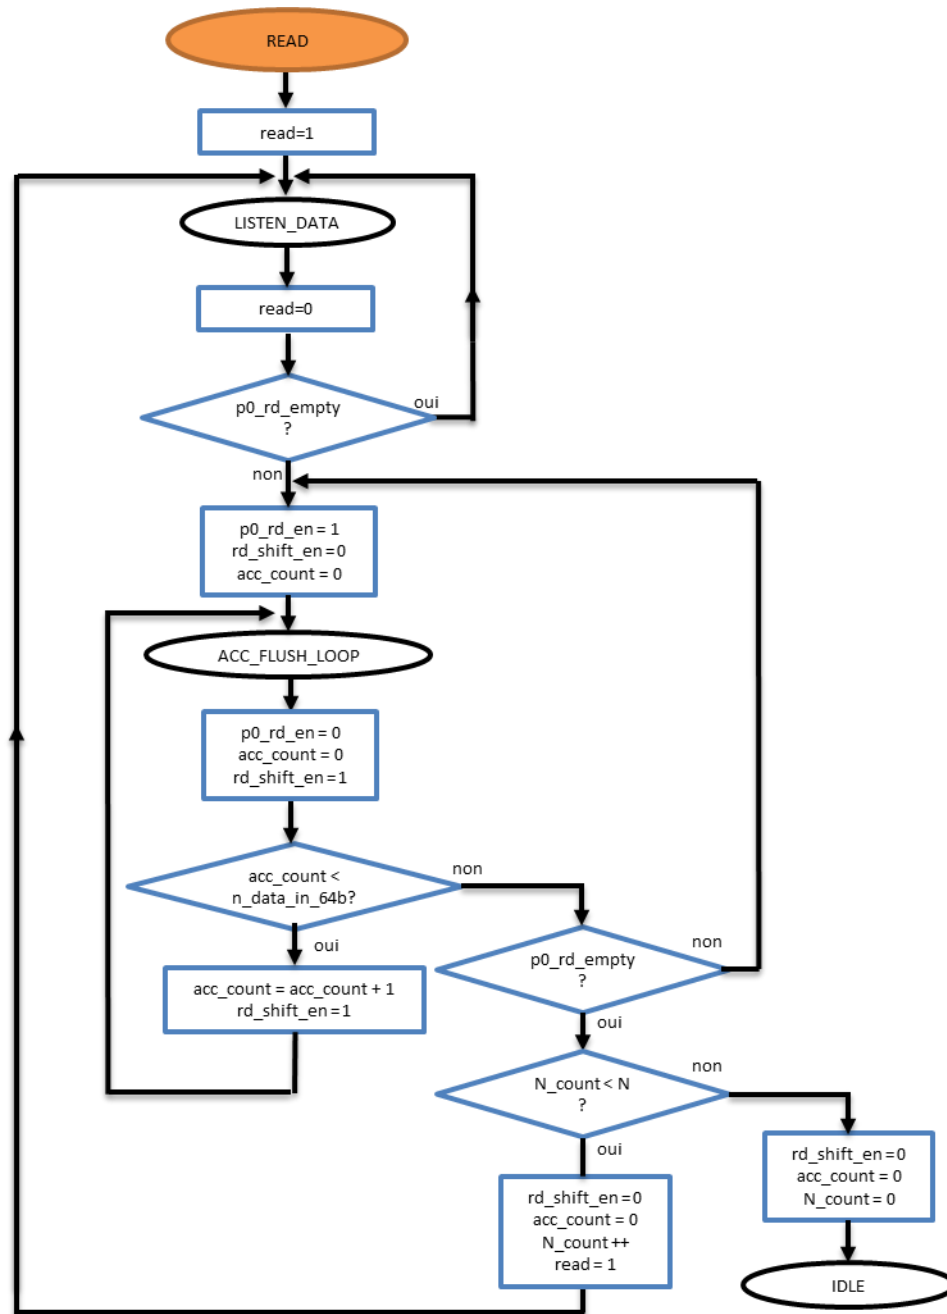 READ
read=1
LISTEN_DATA
read=0
p0_rd_empty
?
oui
non
p0_rd_en = 1
rd_shift_en =0
acc_count = 0
ACC_FLUSH_LOOP
p0_rd_en = 0
acc_count = 0
rd_shift_en =1
acc_count <
n_data_in_64b?
non
oui
acc_count = acc_count + 1
rd_shift_en =1
p0_rd_empty
?
non
oui
N_count < N
?
non
oui
rd_shift_en =0
acc_count = 0
N_count ++
read = 1
rd_shift_en =0
acc_count = 0
N_count = 0
IDLE